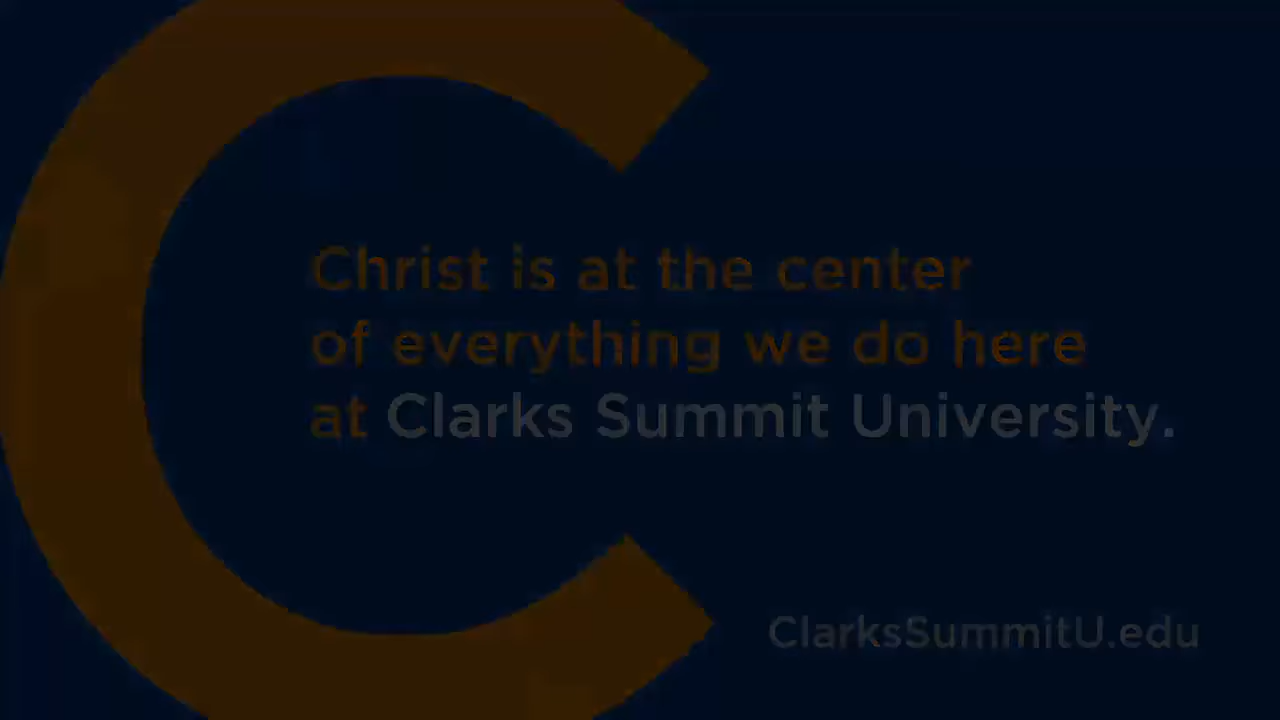 Christ is at the center
of everything we do here
at Clarks Summit University.
ClarksSummitU.edu